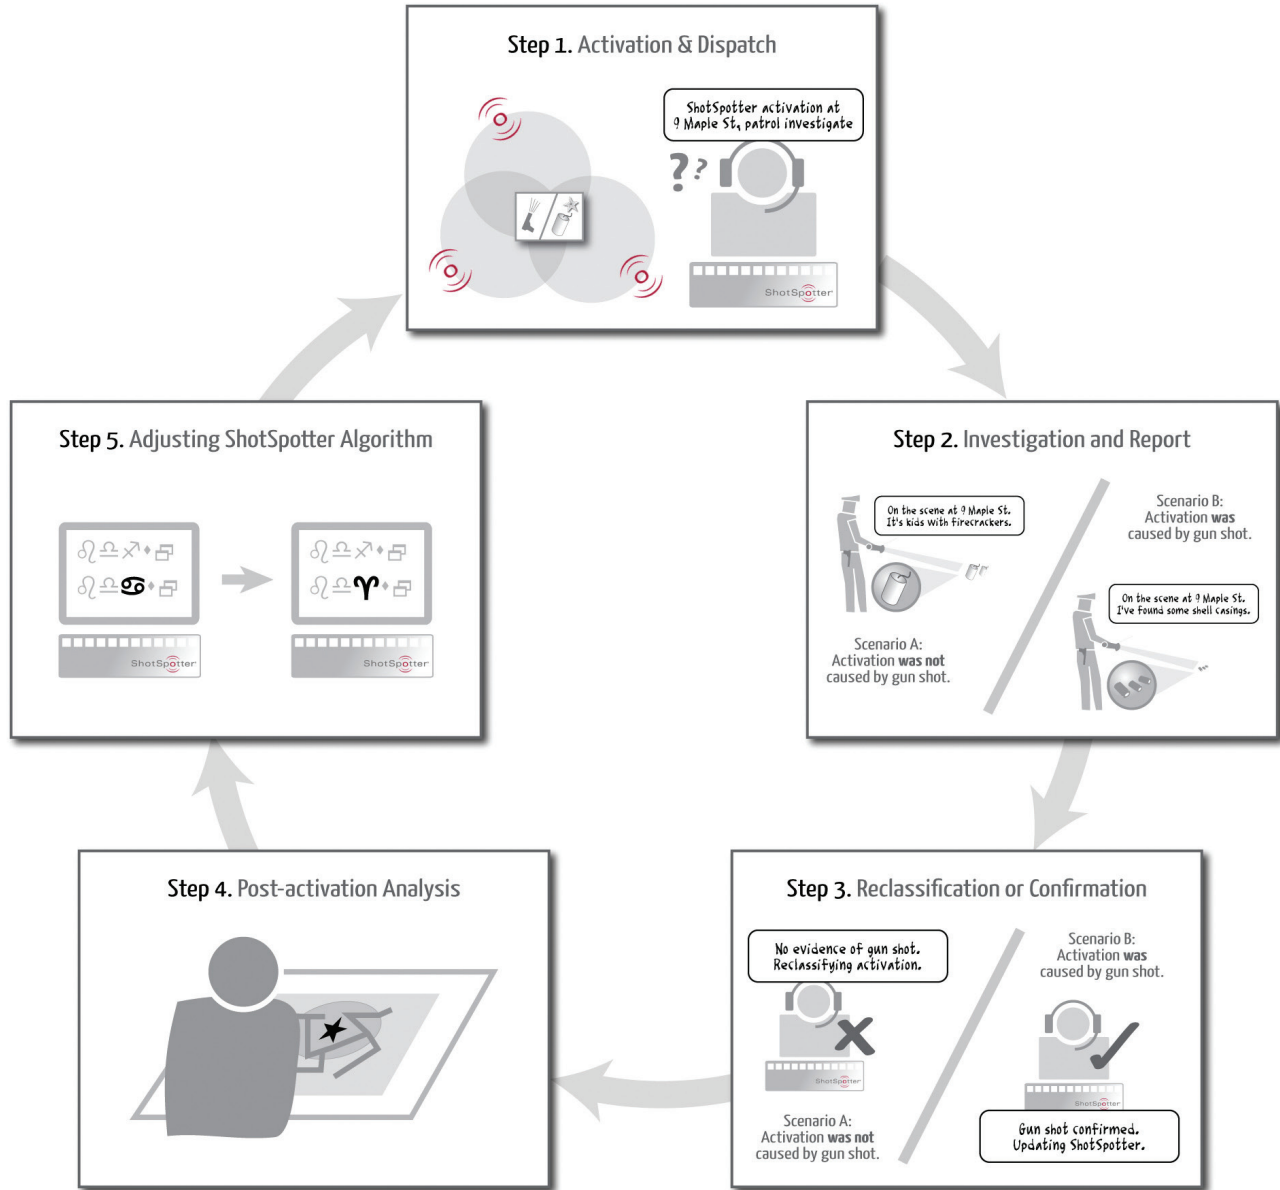 Step 1. Activation & Dispatch
ShotSpotter activation at
9 Maple St, patrol investigate
??
ShotSpotter
Step 2. Investigation and Report
On the scene at 9 Maple St.
It's kids with firecrackers.
Scenario A:
Activation was not
caused by gun shot.
Scenario B:
Activation was
caused by gun shot.
On the scene at 9 Maple St.
I've found some shell casings.
Step 3. Reclassification or Confirmation
No evidence of gun shot.
Reclassifying activation.
ShotSpotter
Scenario A:
Activation was not
caused by gun shot.
Scenario B:
Activation was
caused by gun shot.
ShotSpotter
Gun shot confirmed.
Updating ShotSpotter.
Step 4. Post-activation Analysis
Step 5. Adjusting ShotSpotter Algorithm
♌♎♐⬧🗗
♌♎♋⬧🗗
ShotSpotter
♌♎♐⬧🗗
♌♎♈⬧🗗
ShotSpotter